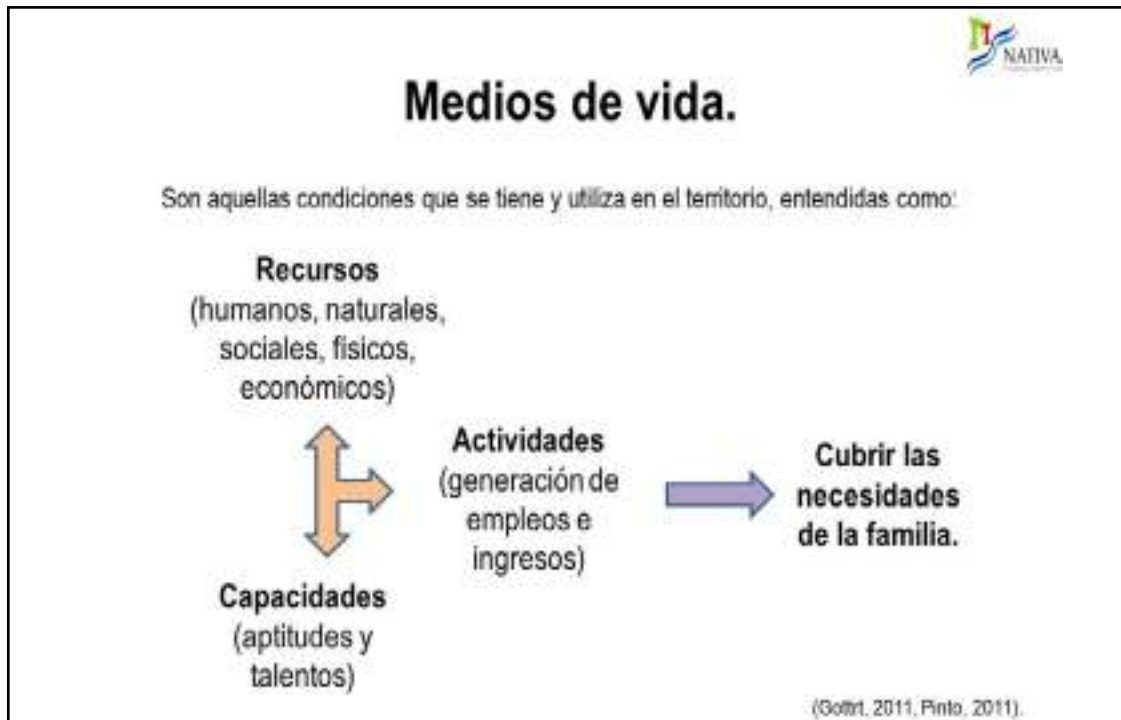 NATIVA
Medios de vida.
Son aquellas condiciones que se tiene y utiliza en el territorio, entendidas como:
Recursos
(humanos, naturales,
sociales, físicos,
económicos)
Actividades
(generación de
empleos e
ingresos)
Cubrir las
necesidades
de la familia.
Capacidades
(aptitudes y
talentos)
(Gottrt, 2011, Pinto, 2011).